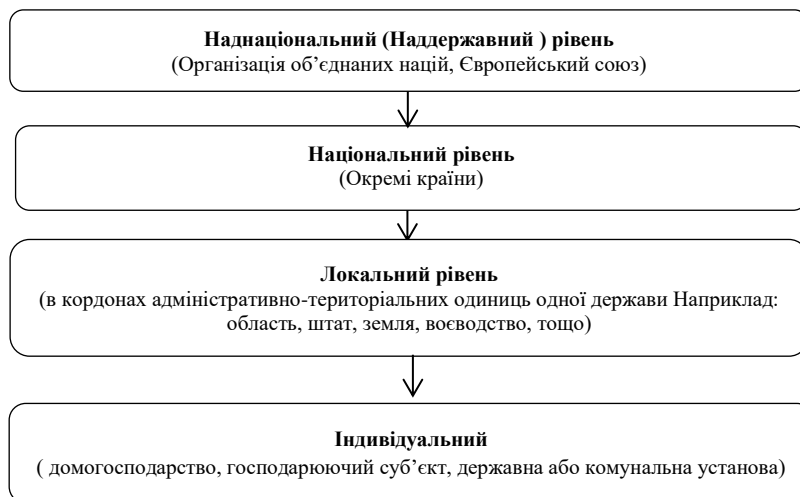 Наднаціональний (Наддержавний ) рівень
(Організація об’єднаних націй, Європейський союз)
Національний рівень
(Окремі країни)
Локальний рівень
(в кордонах адміністративно-територіальних одиниць одної держави Наприклад:
область, штат, земля, воєводство, тощо)
Індивідуальний
( домогосподарство, господарюючий суб’єкт, державна або комунальна установа)